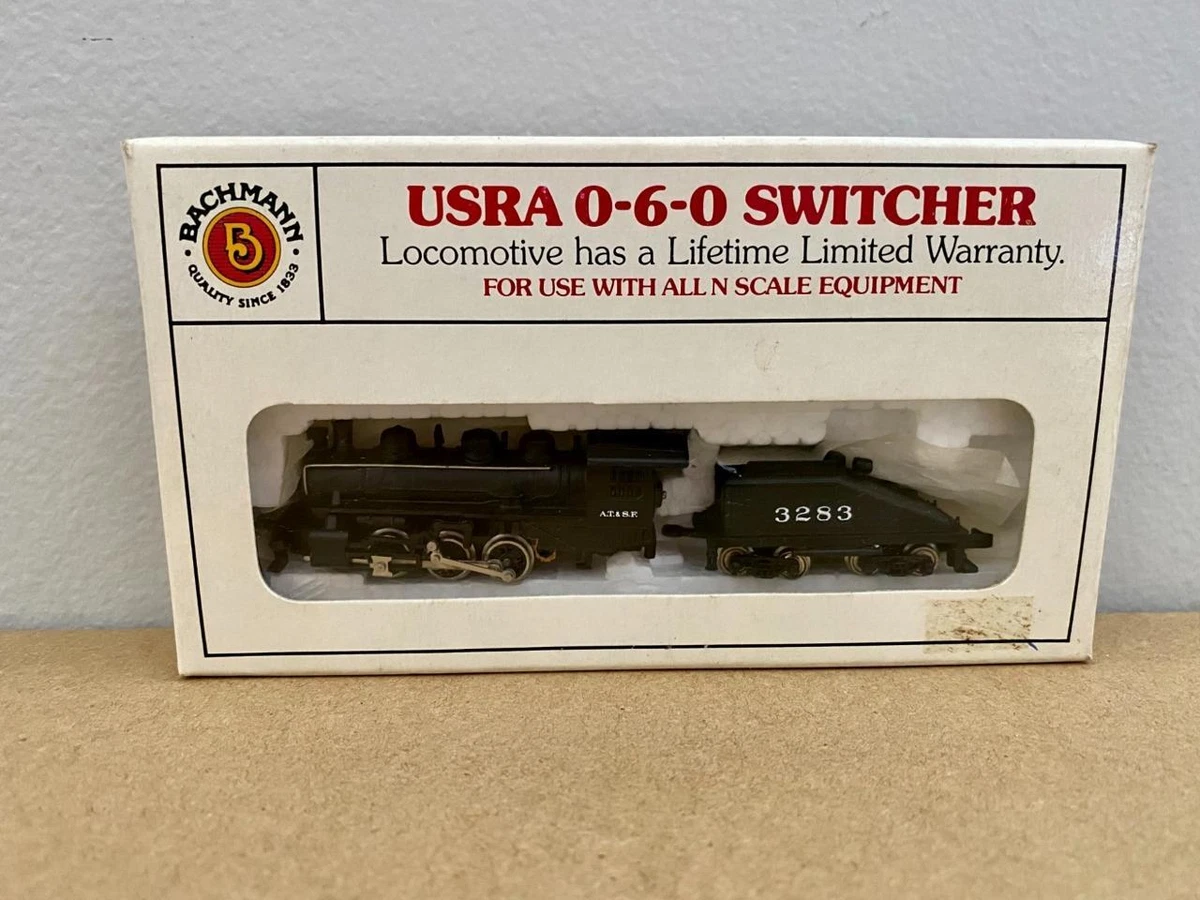 BACHMANN
B
• QUALITY SINCE 1833 •
USRA 0-6-0 SWITCHER
Locomotive has a Lifetime Limited Warranty.
FOR USE WITH ALL N SCALE EQUIPMENT
A.T.& S.F.
3283